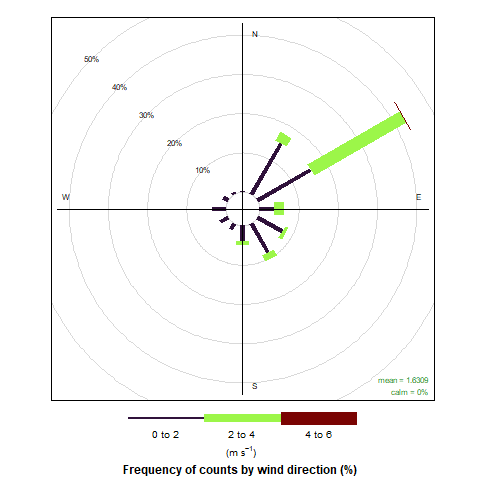 N
50%
40%
30%
20%
10%
W
E
S
mean = 1.6309
calm = 0%
0 to 2 2 to 4 4 to 6
(m s⁻¹)
Frequency of counts by wind direction (%)